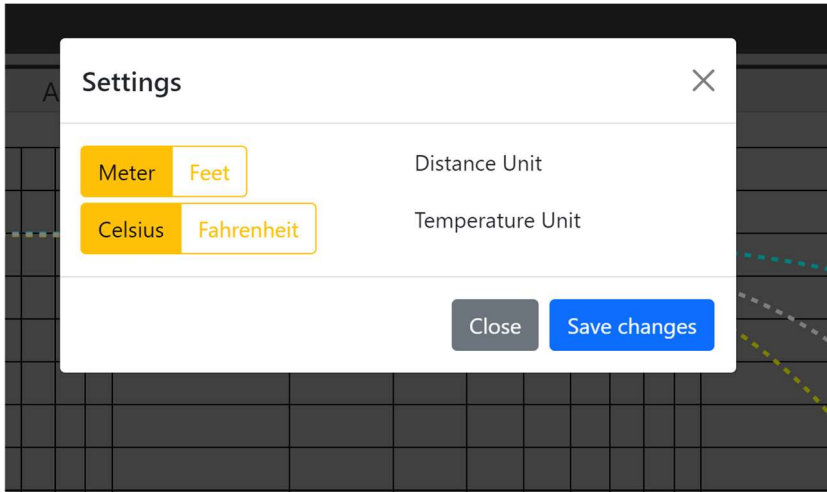 A
Settings
Meter Feet Distance Unit
Celsius Fahrenheit Temperature Unit
Close Save changes